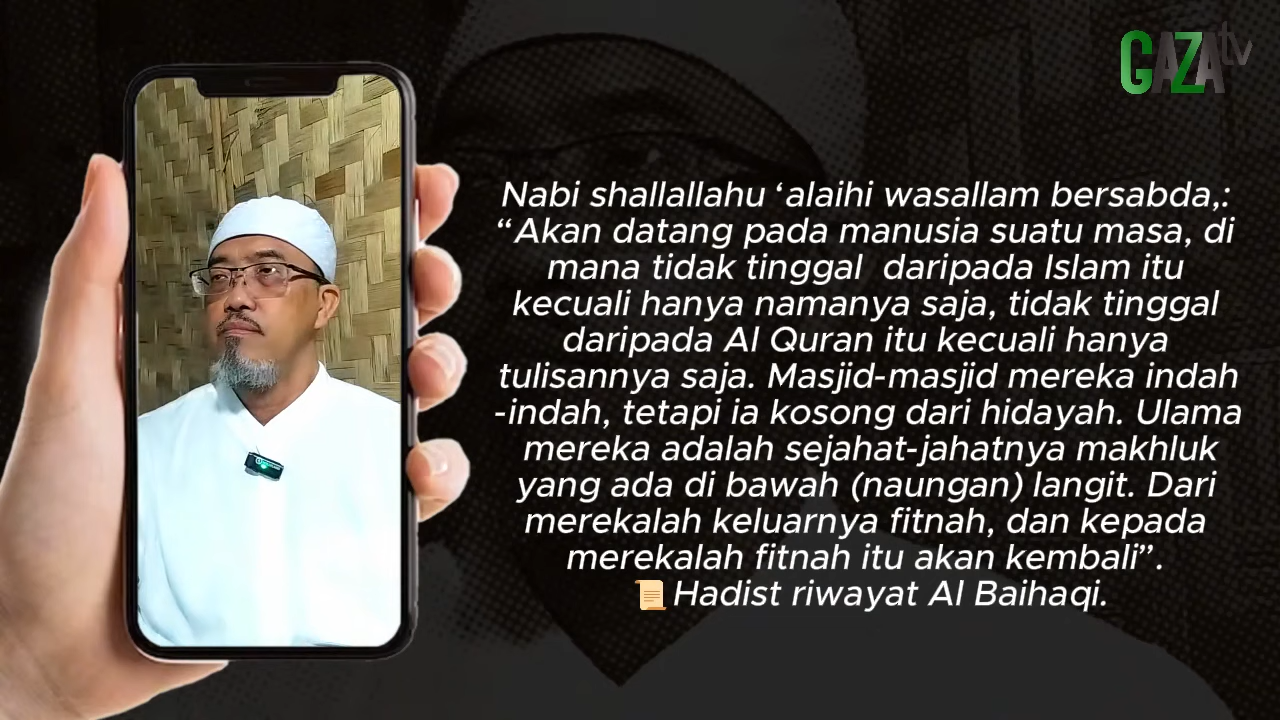 GAZAtv
Nabi shallallahu ‘alaihi wasallam bersabda,:
“Akan datang pada manusia suatu masa, di
mana tidak tinggal  daripada Islam itu
kecuali hanya namanya saja, tidak tinggal
daripada Al Quran itu kecuali hanya
tulisannya saja. Masjid-masjid mereka indah
-indah, tetapi ia kosong dari hidayah. Ulama
mereka adalah sejahat-jahatnya makhluk
yang ada di bawah (naungan) langit. Dari
merekalah keluarnya fitnah, dan kepada
merekalah fitnah itu akan kembali”.
📜Hadist riwayat Al Baihaqi.